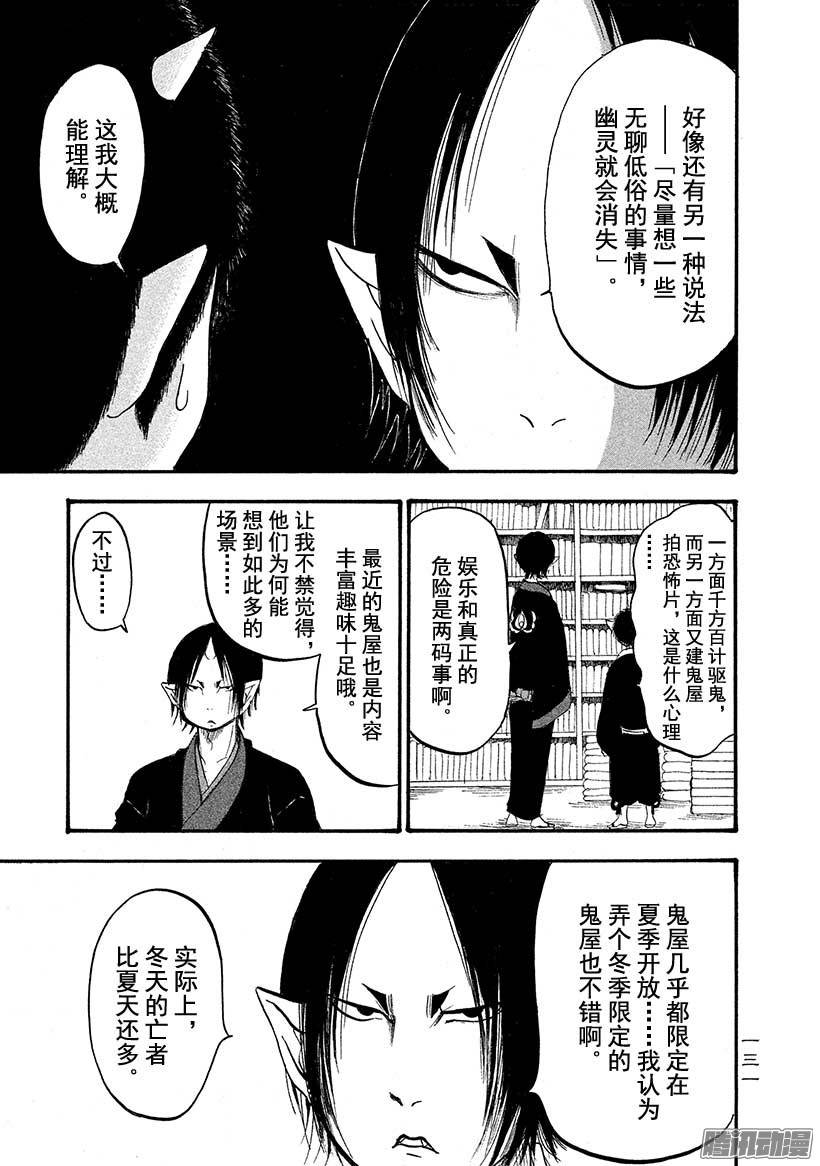 好像还有另一种说法
——「尽量想一些
无聊低俗的事情，
幽灵就会消失」。
这我大概
能理解。
一方面千方百计驱鬼，
而另一方面又建鬼屋
拍恐怖片，这是什么心理
……
娱乐和真正的
危险是两码事啊。
最近的鬼屋也是内容
丰富趣味十足哦。
让我不禁觉得，
他们为何能
想到如此多的
场景……
不过……
鬼屋几乎都限定在
夏季开放……我认为
弄个冬季限定的
鬼屋也不错啊。
实际上，
冬天的亡者
比夏天还多。
一三一
腾讯动漫